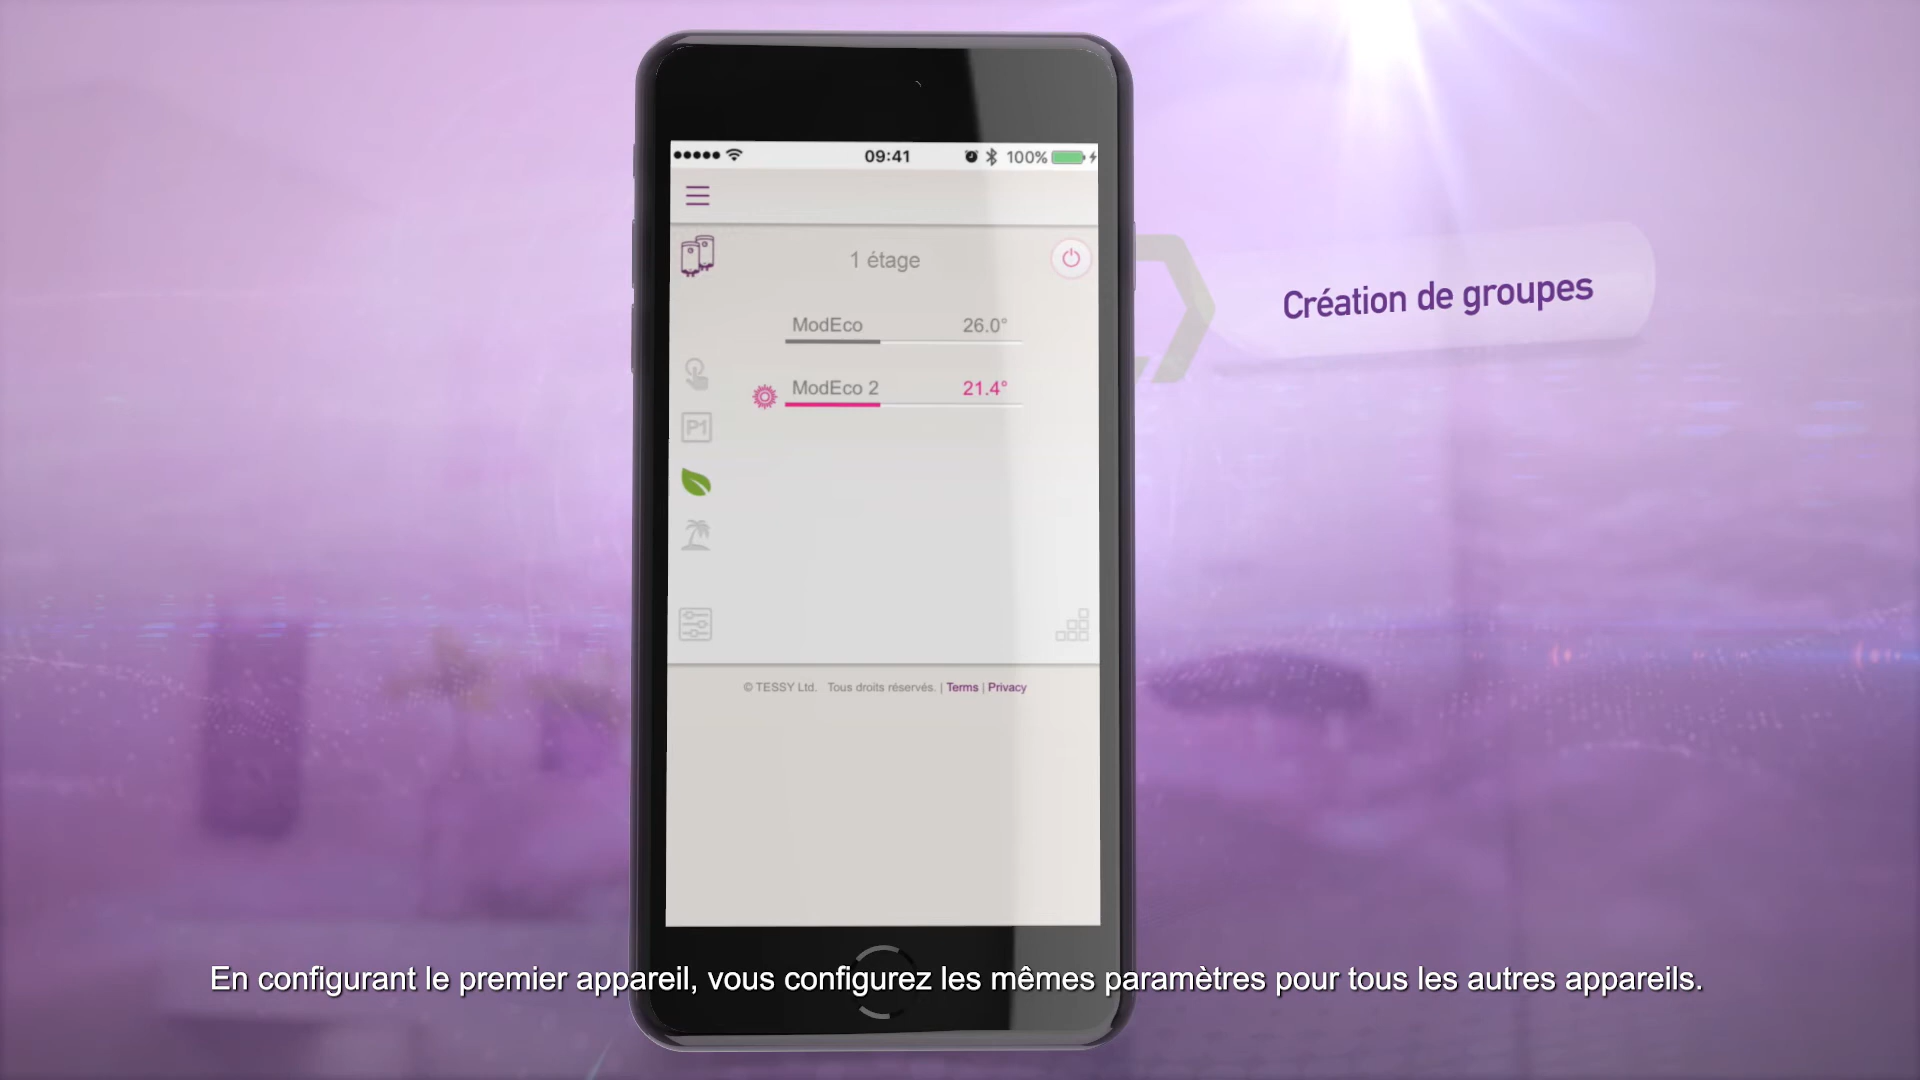 09:41
100%
1 étage
ModEco 26.0°
ModEco 2 21.4°
P1
© TESSY Ltd. Tous droits réservés. | Terms | Privacy
Création de groupes
En configurant le premier appareil, vous configurez les mêmes paramètres pour tous les autres appareils.